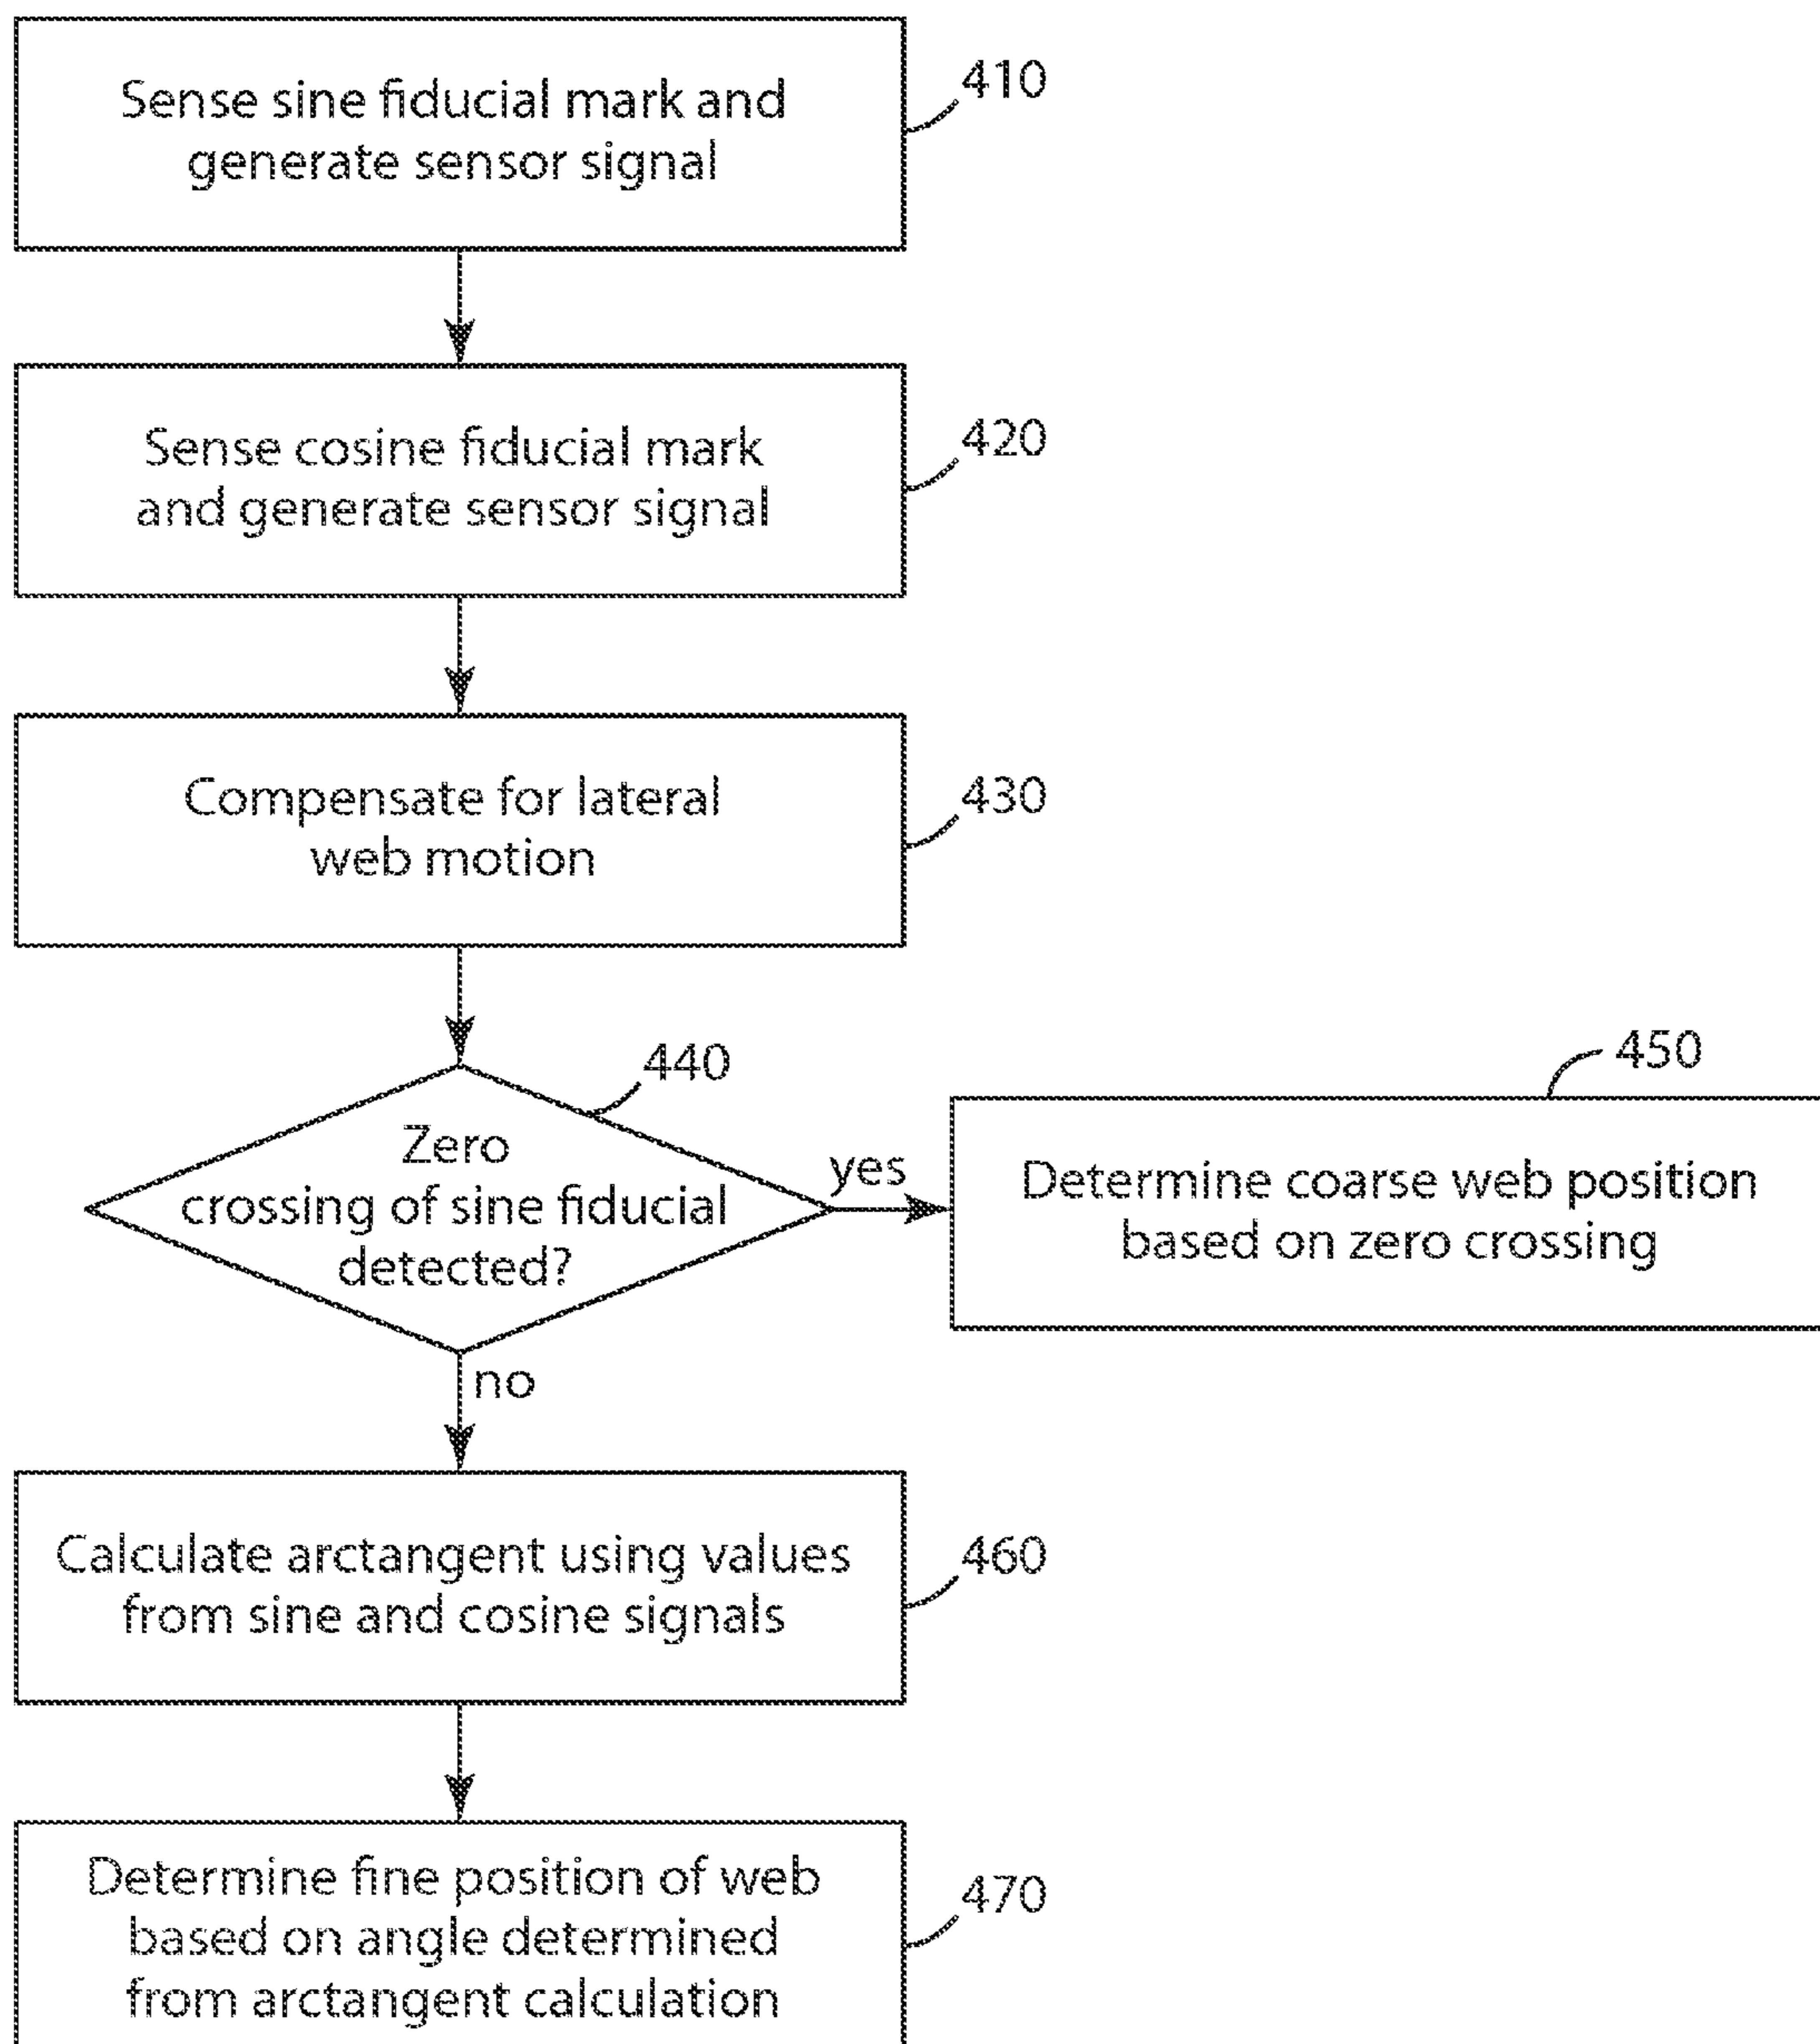 Sense sine fiducial mark and
generate sensor signal
410
Sense cosine fiducial mark
and generate sensor signal
420
Compensate for lateral
web motion
430
440
Zero
crossing of sine fiducial
detected?
yes
450
Determine coarse web position
based on zero crossing
no
Calculate arctangent using values
from sine and cosine signals
460
Determine fine position of web
based on angle determined
from arctangent calculation
470